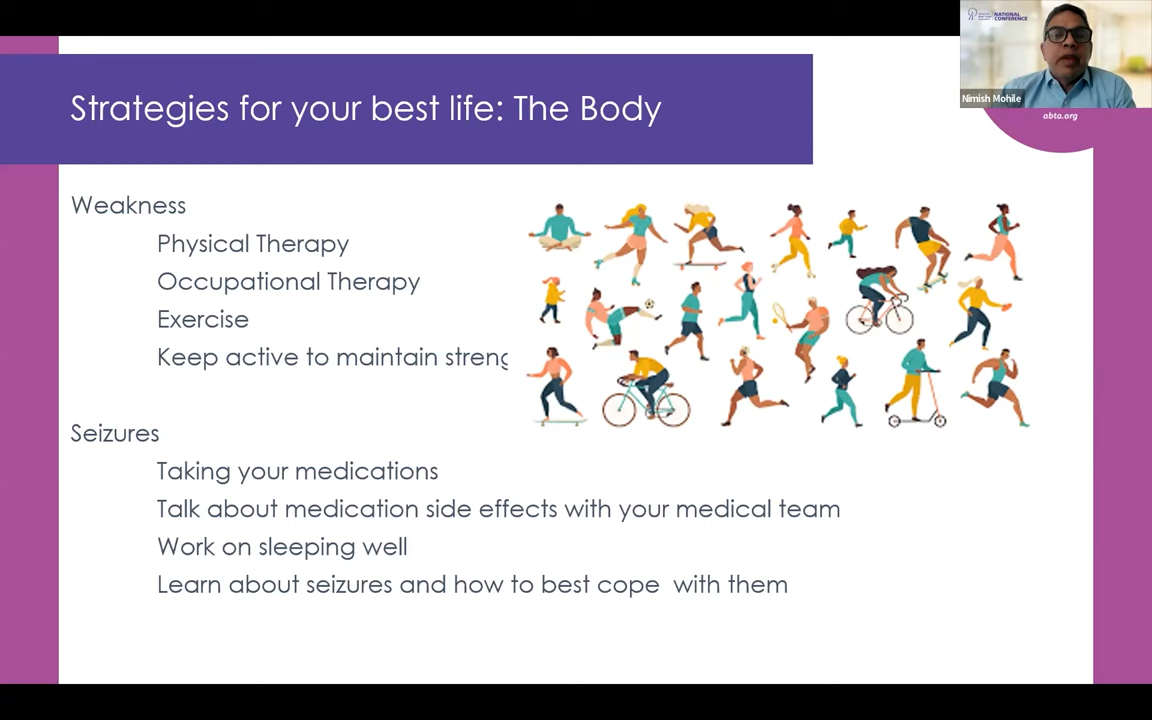 Strategies for your best life: The Body
NATIONAL
CONFERENCE
Nimish Mohile
abta.org
Weakness
Physical Therapy
Occupational Therapy
Exercise
Keep active to maintain streng
Seizures
Taking your medications
Talk about medication side effects with your medical team
Work on sleeping well
Learn about seizures and how to best cope  with them